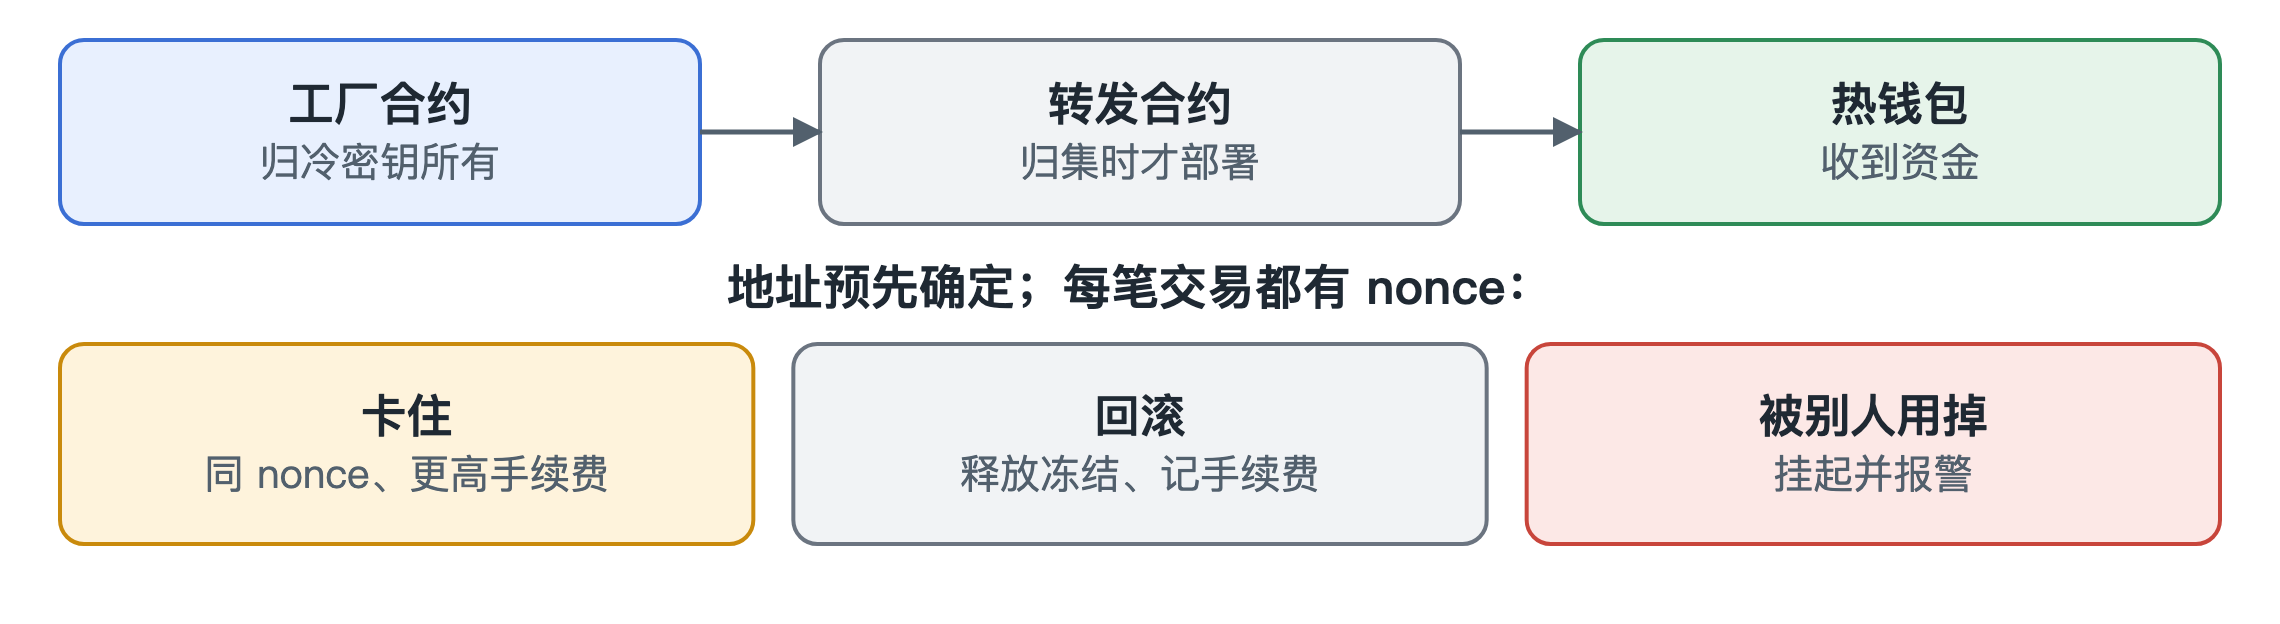 工厂合约
归冷密钥所有
转发合约
归集时才部署
热钱包
收到资金
地址预先确定；每笔交易都有 nonce：
卡住
同 nonce、更高手续费
回滚
释放冻结、记手续费
被别人用掉
挂起并报警